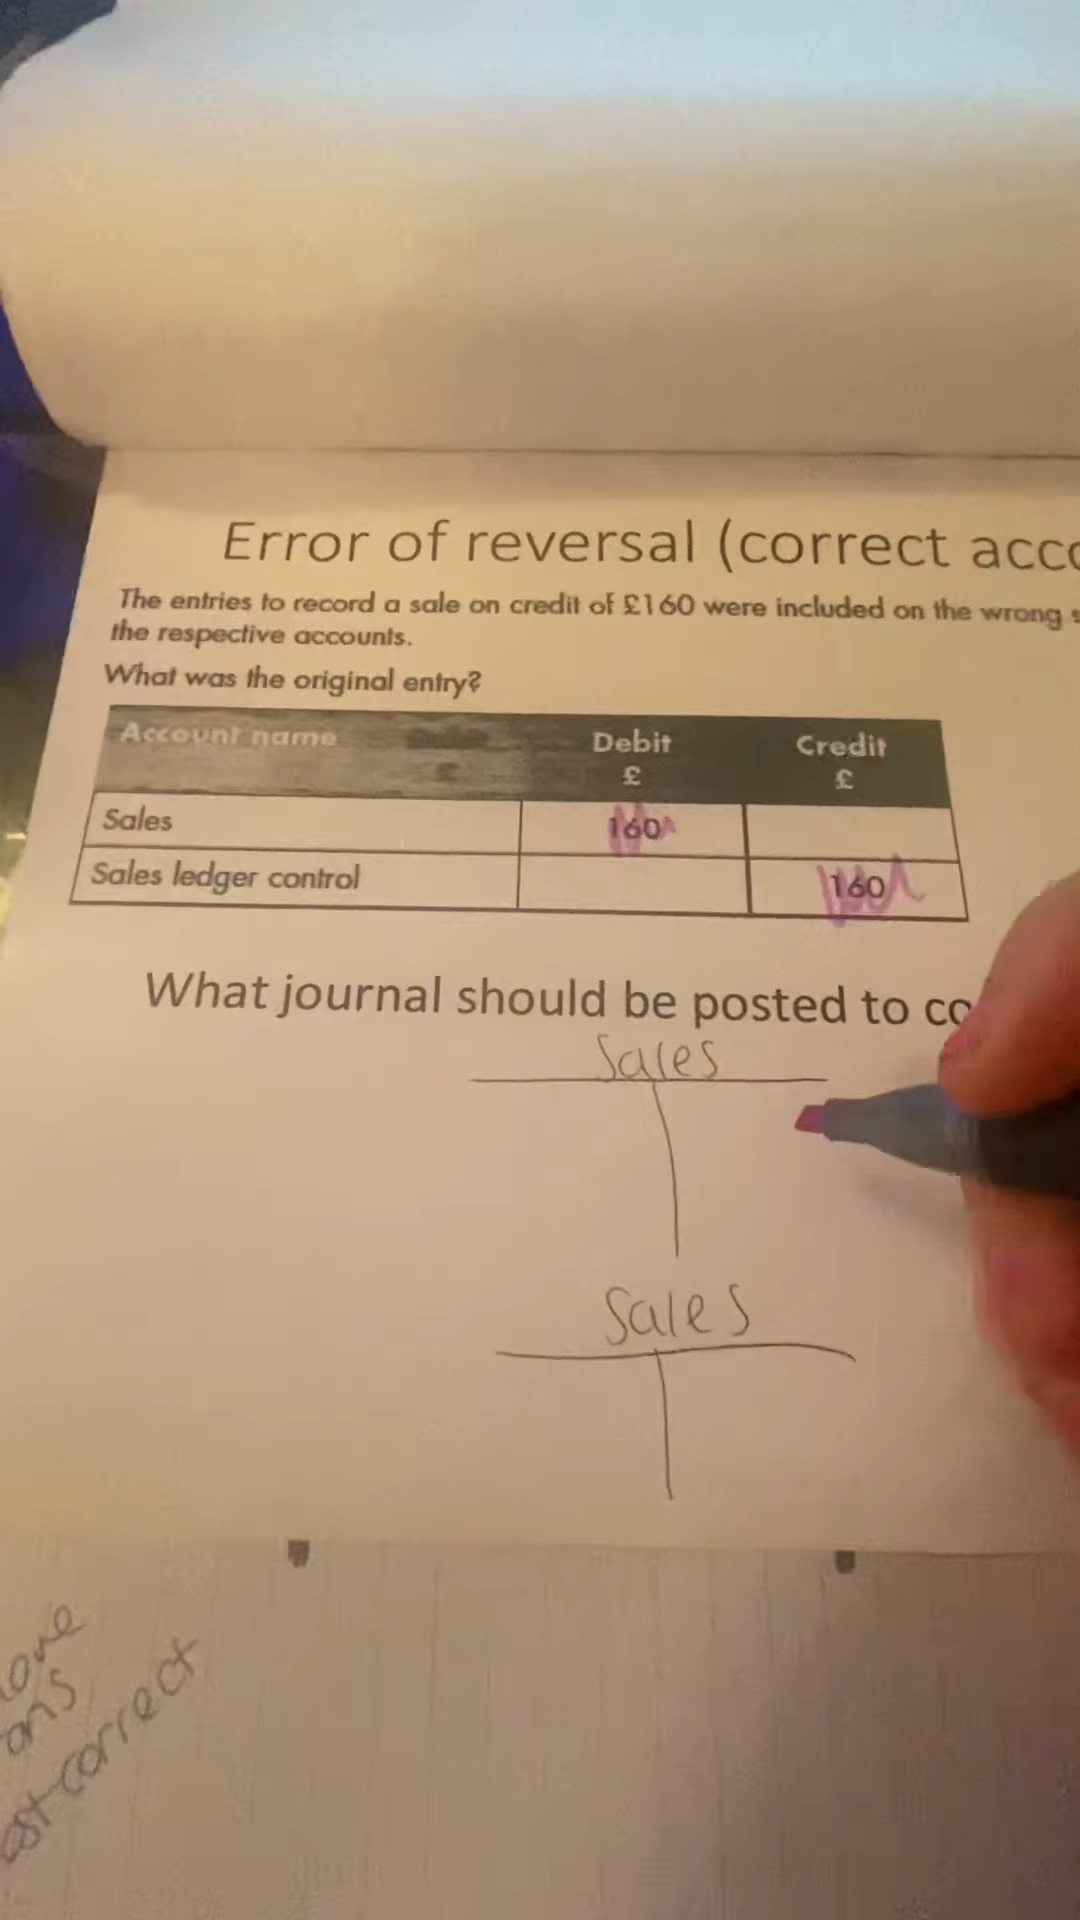 Error of reversal (correct acco
The entries to record a sale on credit of £160 were included on the wrong s
the respective accounts.
What was the original entry?
Account name Debit Credit
£ £
Sales 160
Sales ledger control 160
What journal should be posted to co
Sales
Sales
ons
correct